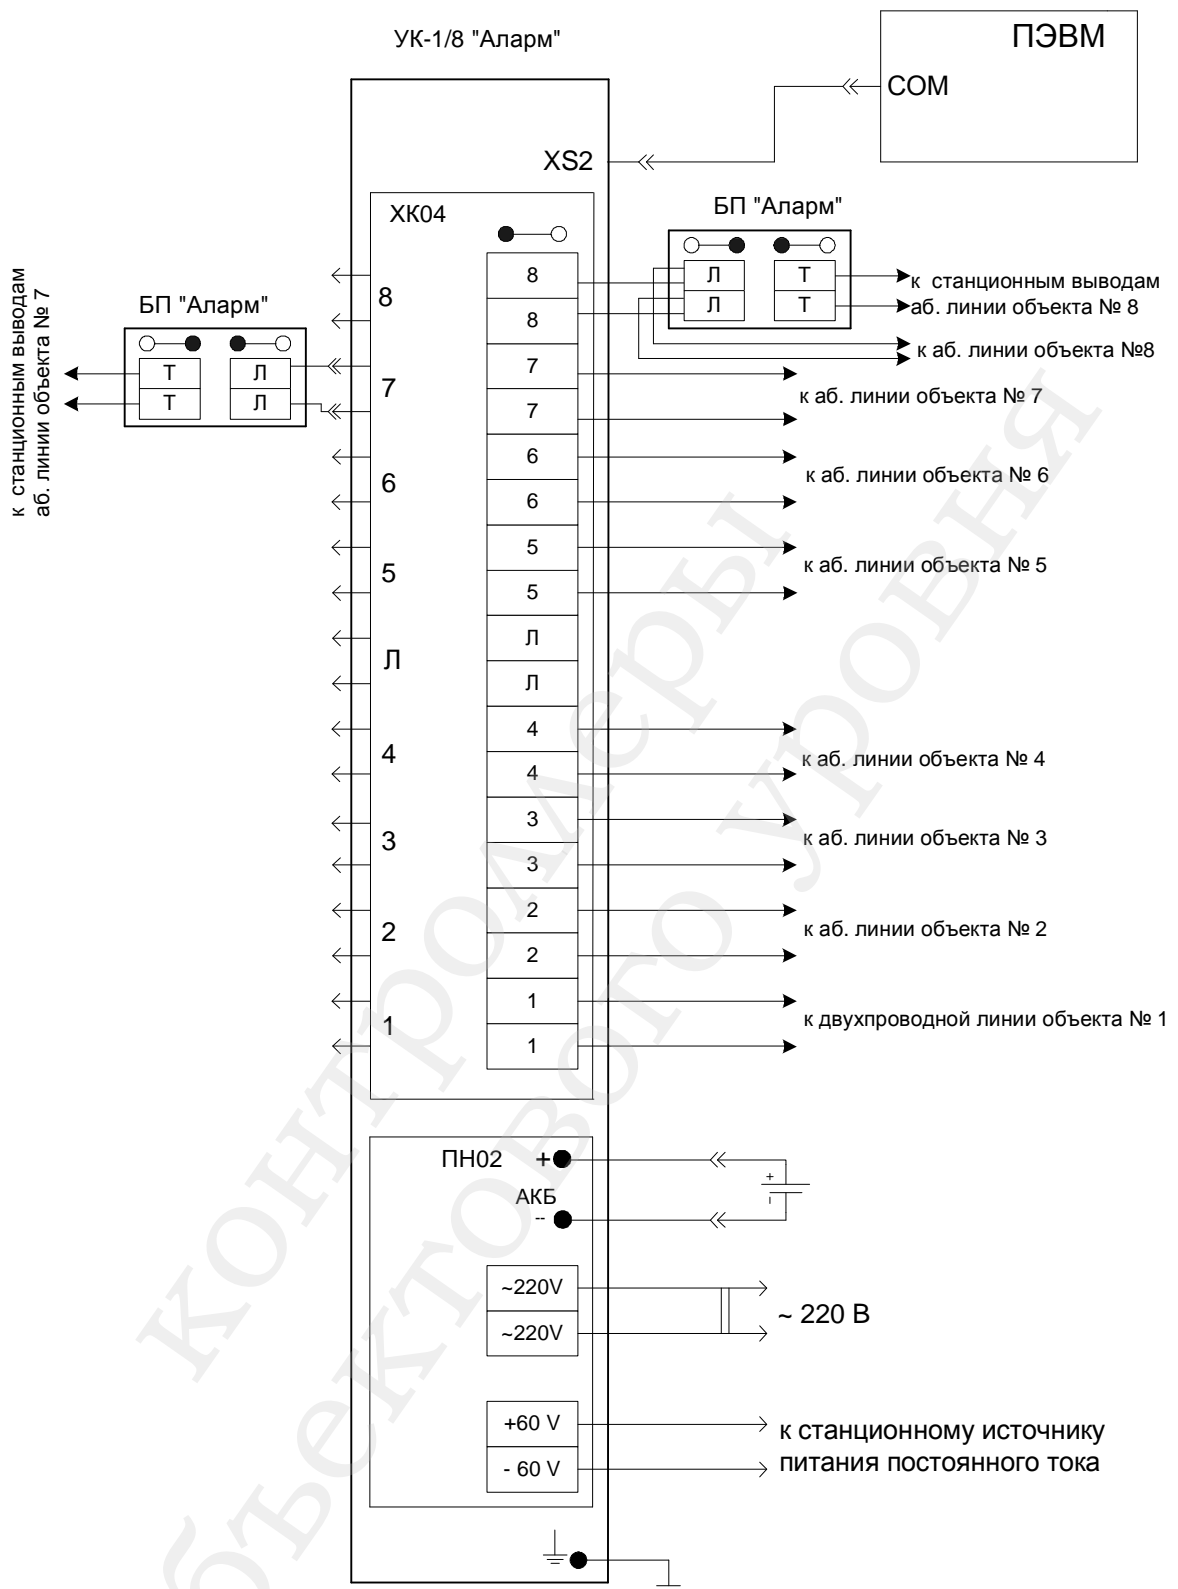 УК-1/8 "Аларм"
ПЭВМ
COM
XS2
ХК04
БП "Аларм"
8
8
8
Л
Т
Л
Т
к станционным выводам
аб. линии объекта № 8
к аб. линии объекта №8
к станционным выводам
аб. линии объекта № 7
БП "Аларм"
Т
Л
Т
Л
7
7
7
к аб. линии объекта № 7
6
6
6
к аб. линии объекта № 6
5
5
5
к аб. линии объекта № 5
Л
Л
Л
4
4
4
к аб. линии объекта № 4
3
3
3
к аб. линии объекта № 3
2
2
2
к аб. линии объекта № 2
1
1
1
к двухпроводной линии объекта № 1
ПН02
+
АКБ
--
+
–
~220V
~220V
~ 220 В
+60 V
- 60 V
к станционному источнику
питания постоянного тока
контроллеры
объектового уровня